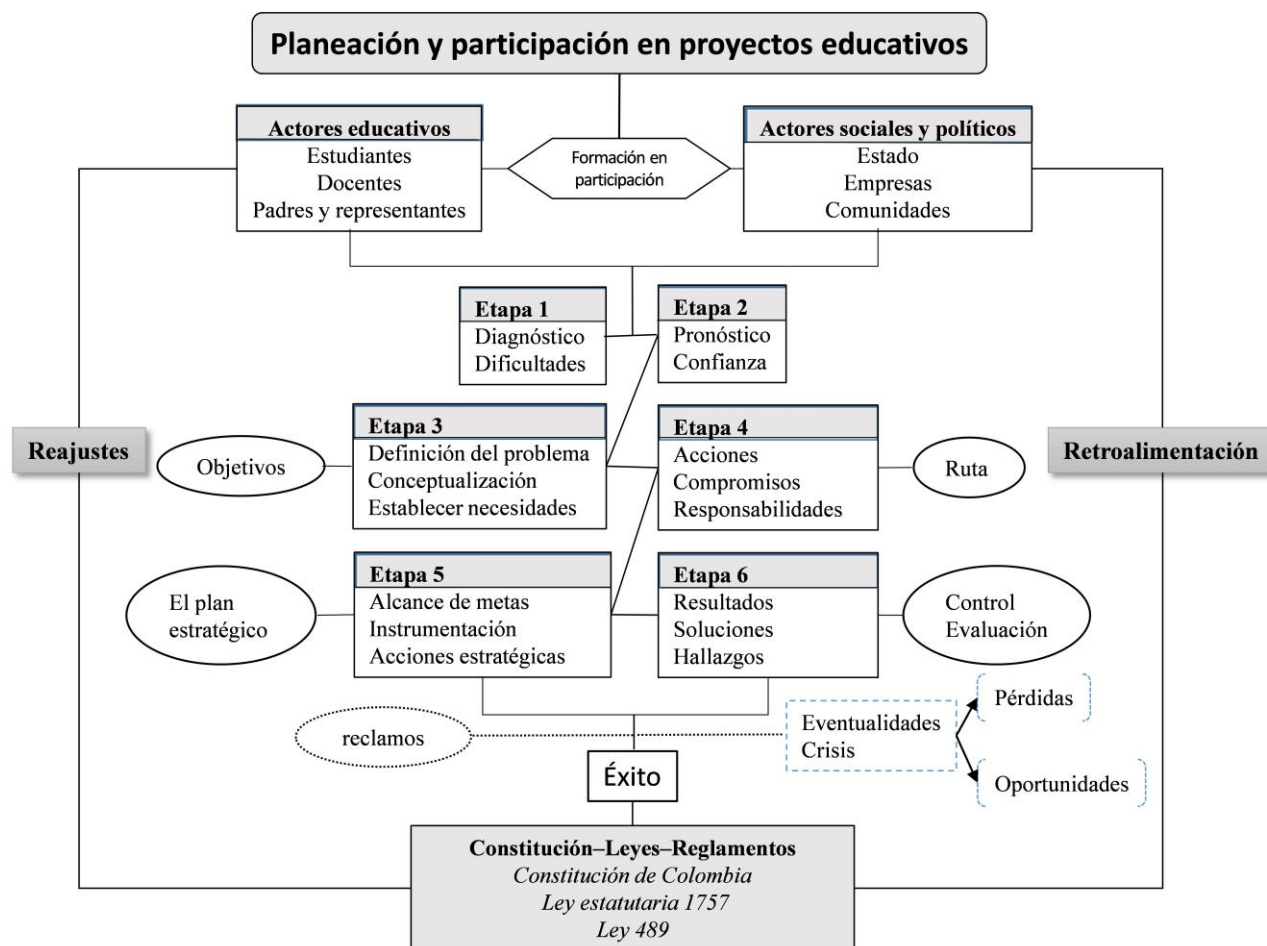 Planeación y participación en proyectos educativos
Actores educativos
Estudiantes
Docentes
Padres y representantes
Formación en
participación
Actores sociales y políticos
Estado
Empresas
Comunidades
Etapa 1
Diagnóstico
Dificultades
Etapa 2
Pronóstico
Confianza
Reajustes
Objetivos
Etapa 3
Definición del problema
Conceptualización
Establecer necesidades
Etapa 4
Acciones
Compromisos
Responsabilidades
Ruta
Retroalimentación
El plan
estratégico
Etapa 5
Alcance de metas
Instrumentación
Acciones estratégicas
Etapa 6
Resultados
Soluciones
Hallazgos
Control
Evaluación
reclamos
Eventualidades
Crisis
Pérdidas
Oportunidades
Éxito
Constitución–Leyes–Reglamentos
Constitución de Colombia
Ley estatutaria 1757
Ley 489